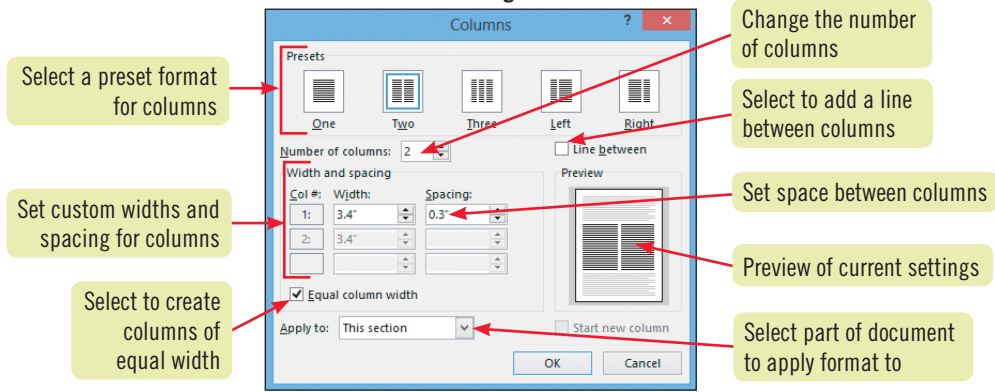 Columns
?
×
Presets
One
Two
Three
Left
Right
Number of columns: 2
Line between
Width and spacing
Col #: Width: Spacing:
1: 3.4" 0.3"
2: 3.4"
Equal column width
Preview
Apply to: This section
Start new column
OK
Cancel
Select a preset format
for columns
Set custom widths and
spacing for columns
Select to create
columns of
equal width
Change the number
of columns
Select to add a line
between columns
Set space between columns
Preview of current settings
Select part of document
to apply format to